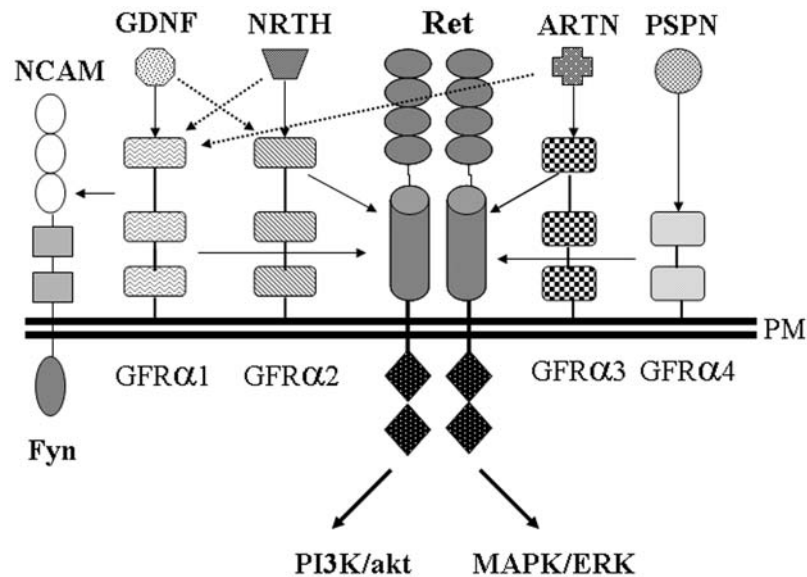 GDNF NRTH Ret ARTN PSPN
NCAM
PM
GFRα1 GFRα2 GFRα3 GFRα4
Fyn
PI3K/akt MAPK/ERK